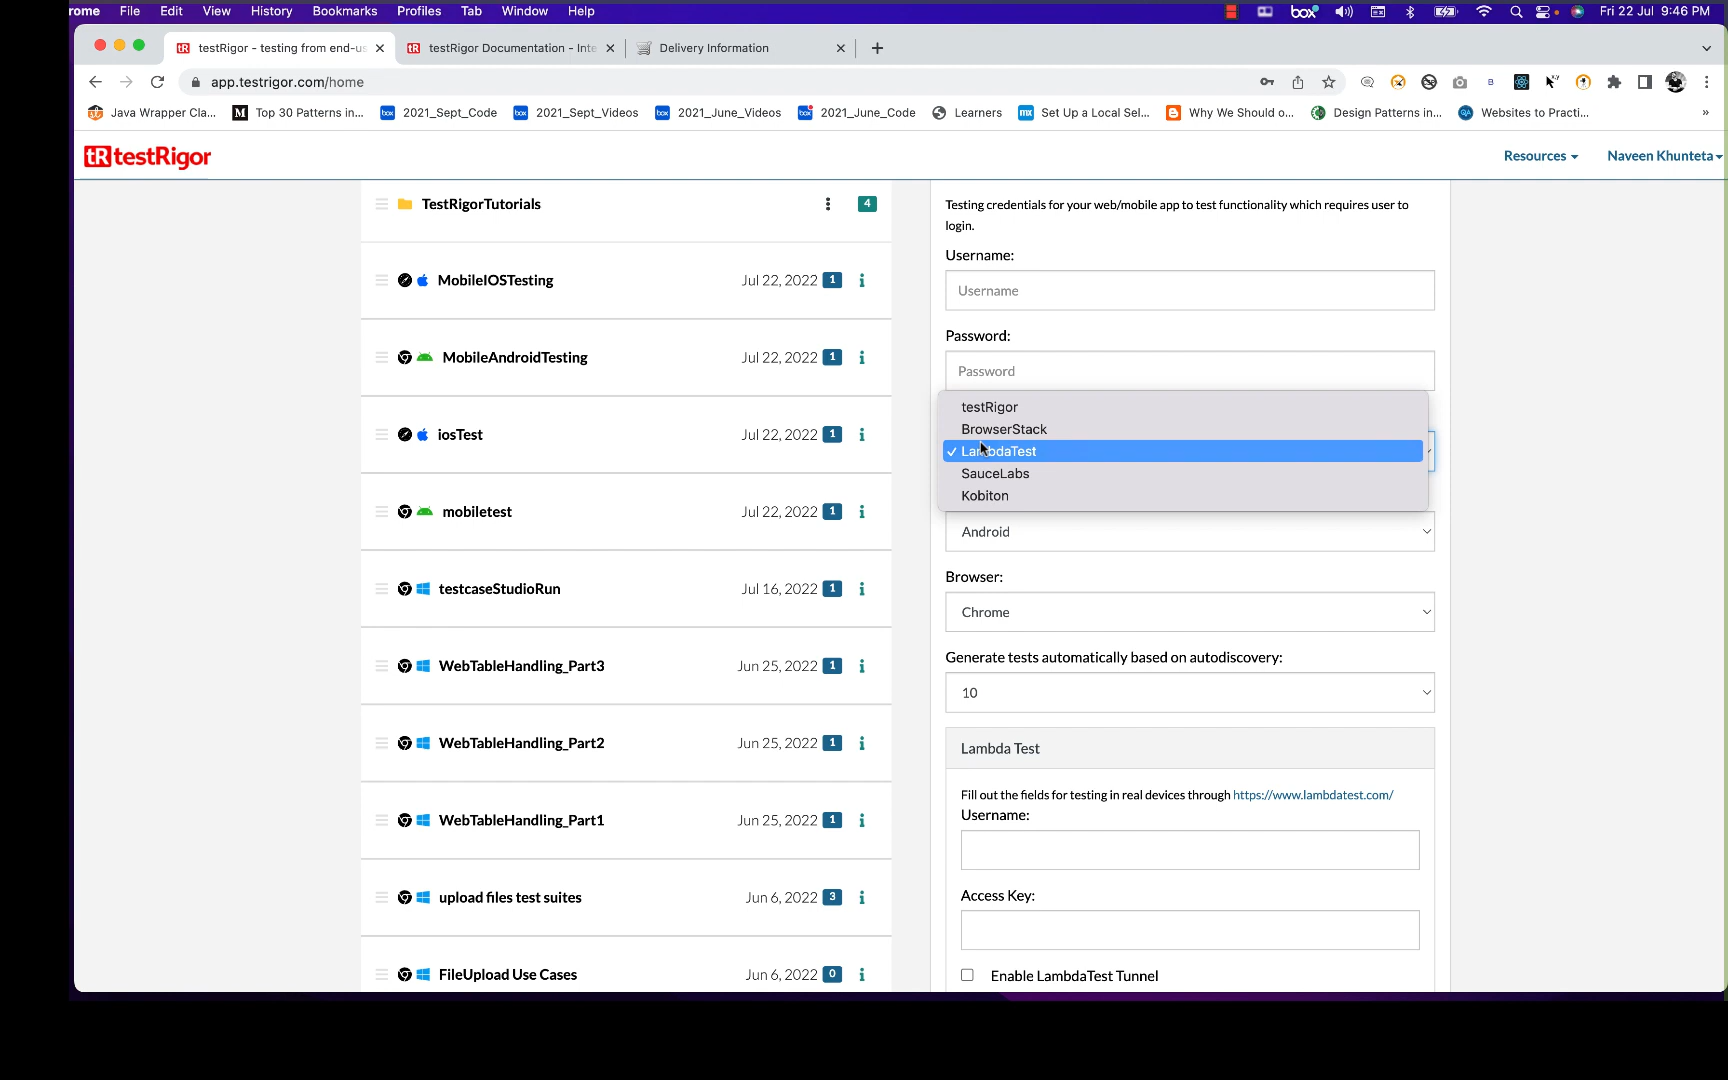 rome File Edit View History Bookmarks Profiles Tab Window Help box Fri 22 Jul 9:46 PM
testRigor - testing from end-us testRigor Documentation - Inte Delivery Information
app.testrigor.com/home
Java Wrapper Cla... Top 30 Patterns in... 2021_Sept_Code 2021_Sept_Videos 2021_June_Videos 2021_June_Code Learners Set Up a Local Sel... Why We Should o... Design Patterns in... Websites to Practi... »
tR testRigor Resources Naveen Khunteta
TestRigorTutorials 4
MobileIOSTesting Jul 22, 2022 1 i
MobileAndroidTesting Jul 22, 2022 1 i
iosTest Jul 22, 2022 1 i
mobiletest Jul 22, 2022 1 i
testcaseStudioRun Jul 16, 2022 1 i
WebTableHandling_Part3 Jun 25, 2022 1 i
WebTableHandling_Part2 Jun 25, 2022 1 i
WebTableHandling_Part1 Jun 25, 2022 1 i
upload files test suites Jun 6, 2022 3 i
FileUpload Use Cases Jun 6, 2022 0 i
Testing credentials for your web/mobile app to test functionality which requires user to
login.
Username:
Username
Password:
Password
testRigor
BrowserStack
✓ LambdaTest
SauceLabs
Kobiton
Android
Browser:
Chrome
Generate tests automatically based on autodiscovery:
10
Lambda Test
Fill out the fields for testing in real devices through https://www.lambdatest.com/
Username:
Access Key:
Enable LambdaTest Tunnel